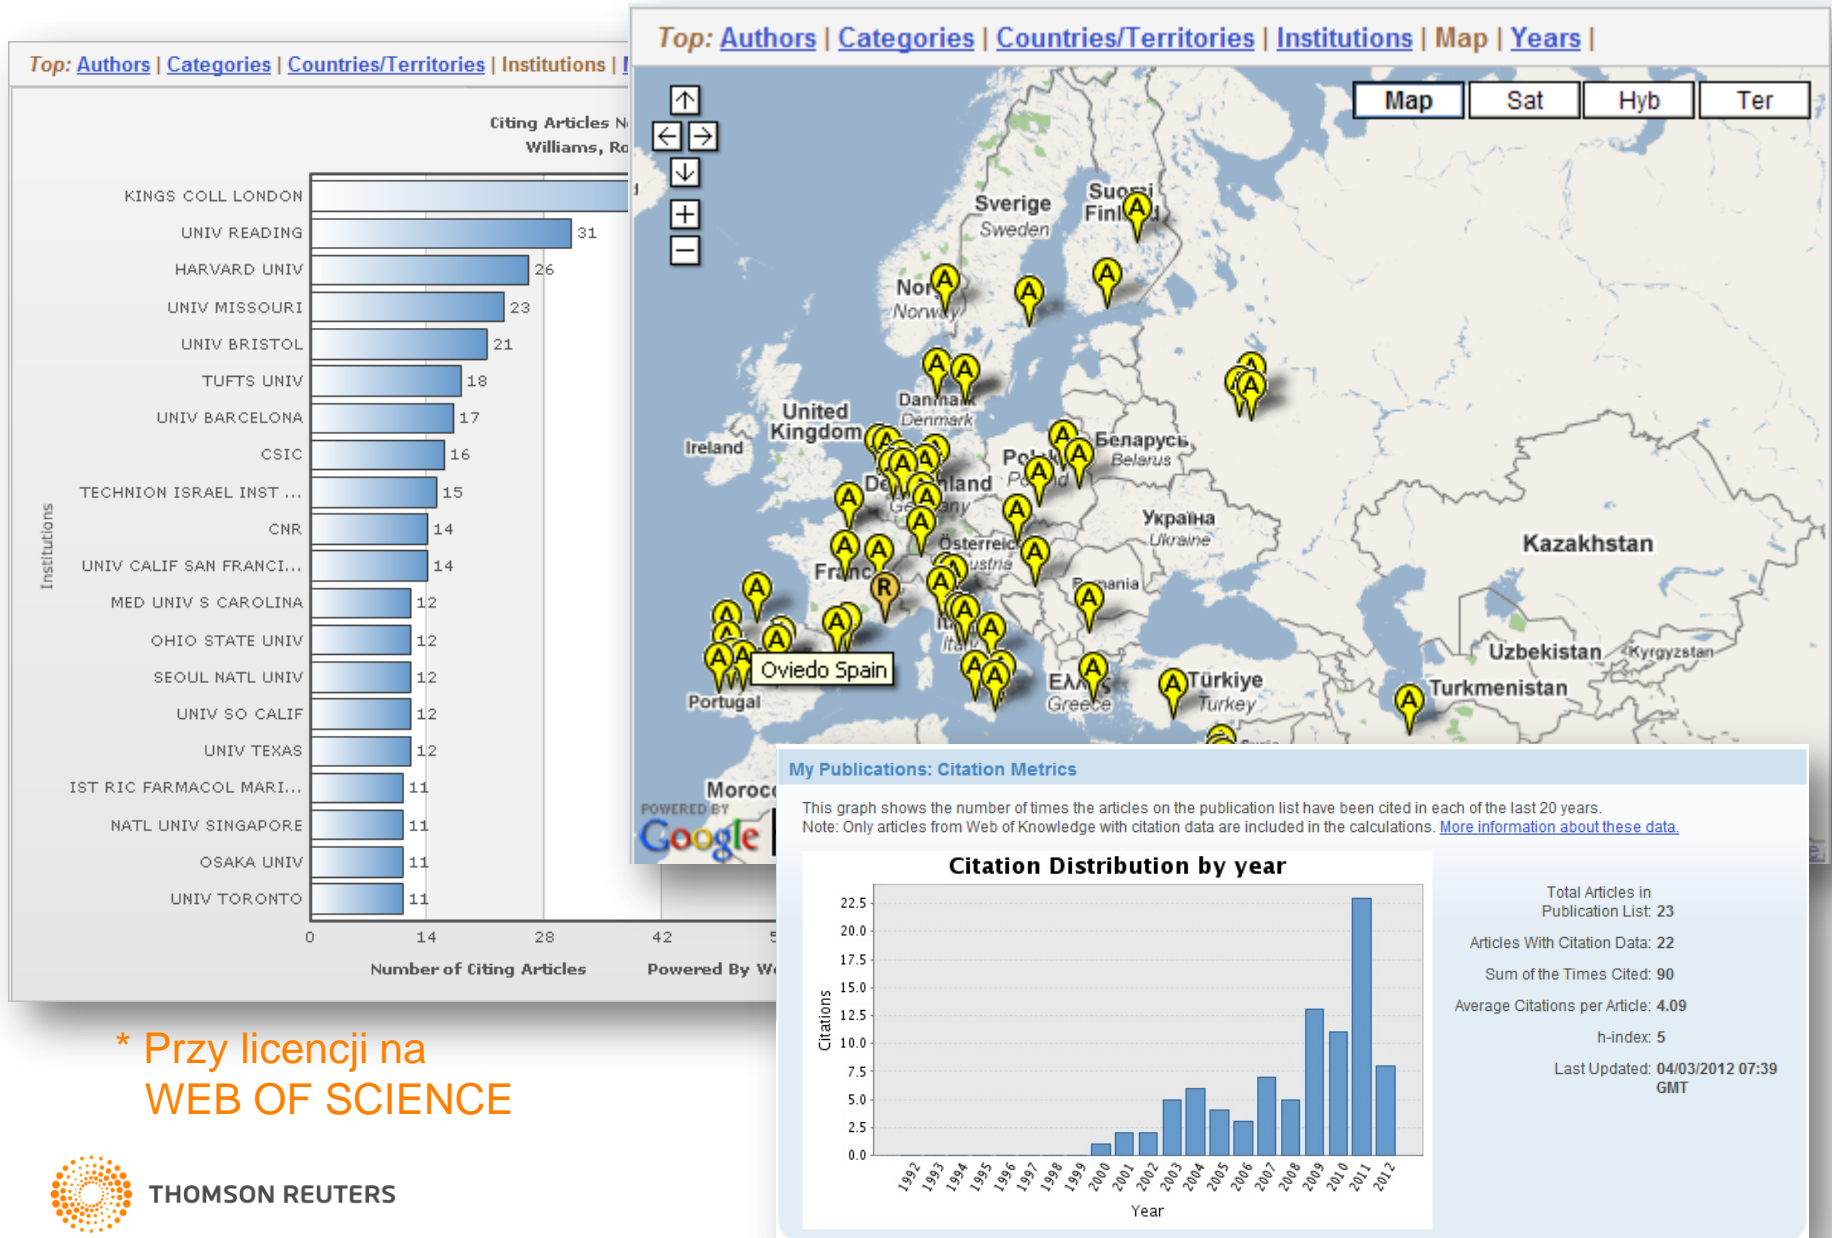 Top: Authors | Categories | Countries/Territories | Institutions |
Citing Articles
Williams,
Institutions
KINGS COLL LONDON
UNIV READING 31
HARVARD UNIV 26
UNIV MISSOURI 23
UNIV BRISTOL 21
TUFTS UNIV 18
UNIV BARCELONA 17
CSIC 16
TECHNION ISRAEL INST ... 15
CNR 14
UNIV CALIF SAN FRANCI... 14
MED UNIV S CAROLINA 12
OHIO STATE UNIV 12
SEOUL NATL UNIV 12
UNIV SO CALIF 12
UNIV TEXAS 12
IST RIC FARMACOL MARI... 11
NATL UNIV SINGAPORE 11
OSAKA UNIV 11
UNIV TORONTO 11
0 14 28 42
Number of Citing Articles Powered By
Top: Authors | Categories | Countries/Territories | Institutions | Map | Years |
Map Sat Hyb Ter
Sverige
Sweden
Suomi
Norway
Danmark
Denmark
United
Kingdom
Ireland
Беларусь
Belarus
Україна
Ukraine
Kazakhstan
Österreich
Oviedo Spain
Portugal
Greece
Türkiye
Turkey
Uzbekistan
Kyrgyzstan
Turkmenistan
POWERED BY
Google
A
R
My Publications: Citation Metrics
This graph shows the number of times the articles on the publication list have been cited in each of the last 20 years.
Note: Only articles from Web of Knowledge with citation data are included in the calculations. More information about these data.
Citation Distribution by year
Citations
22.5
20.0
17.5
15.0
12.5
10.0
7.5
5.0
2.5
0.0
1992 1993 1994 1995 1996 1997 1998 1999 2000 2001 2002 2003 2004 2005 2006 2007 2008 2009 2010 2011 2012
Year
Total Articles in
Publication List: 23
Articles With Citation Data: 22
Sum of the Times Cited: 90
Average Citations per Article: 4.09
h-index: 5
Last Updated: 04/03/2012 07:39
GMT
* Przy licencji na
WEB OF SCIENCE
THOMSON REUTERS